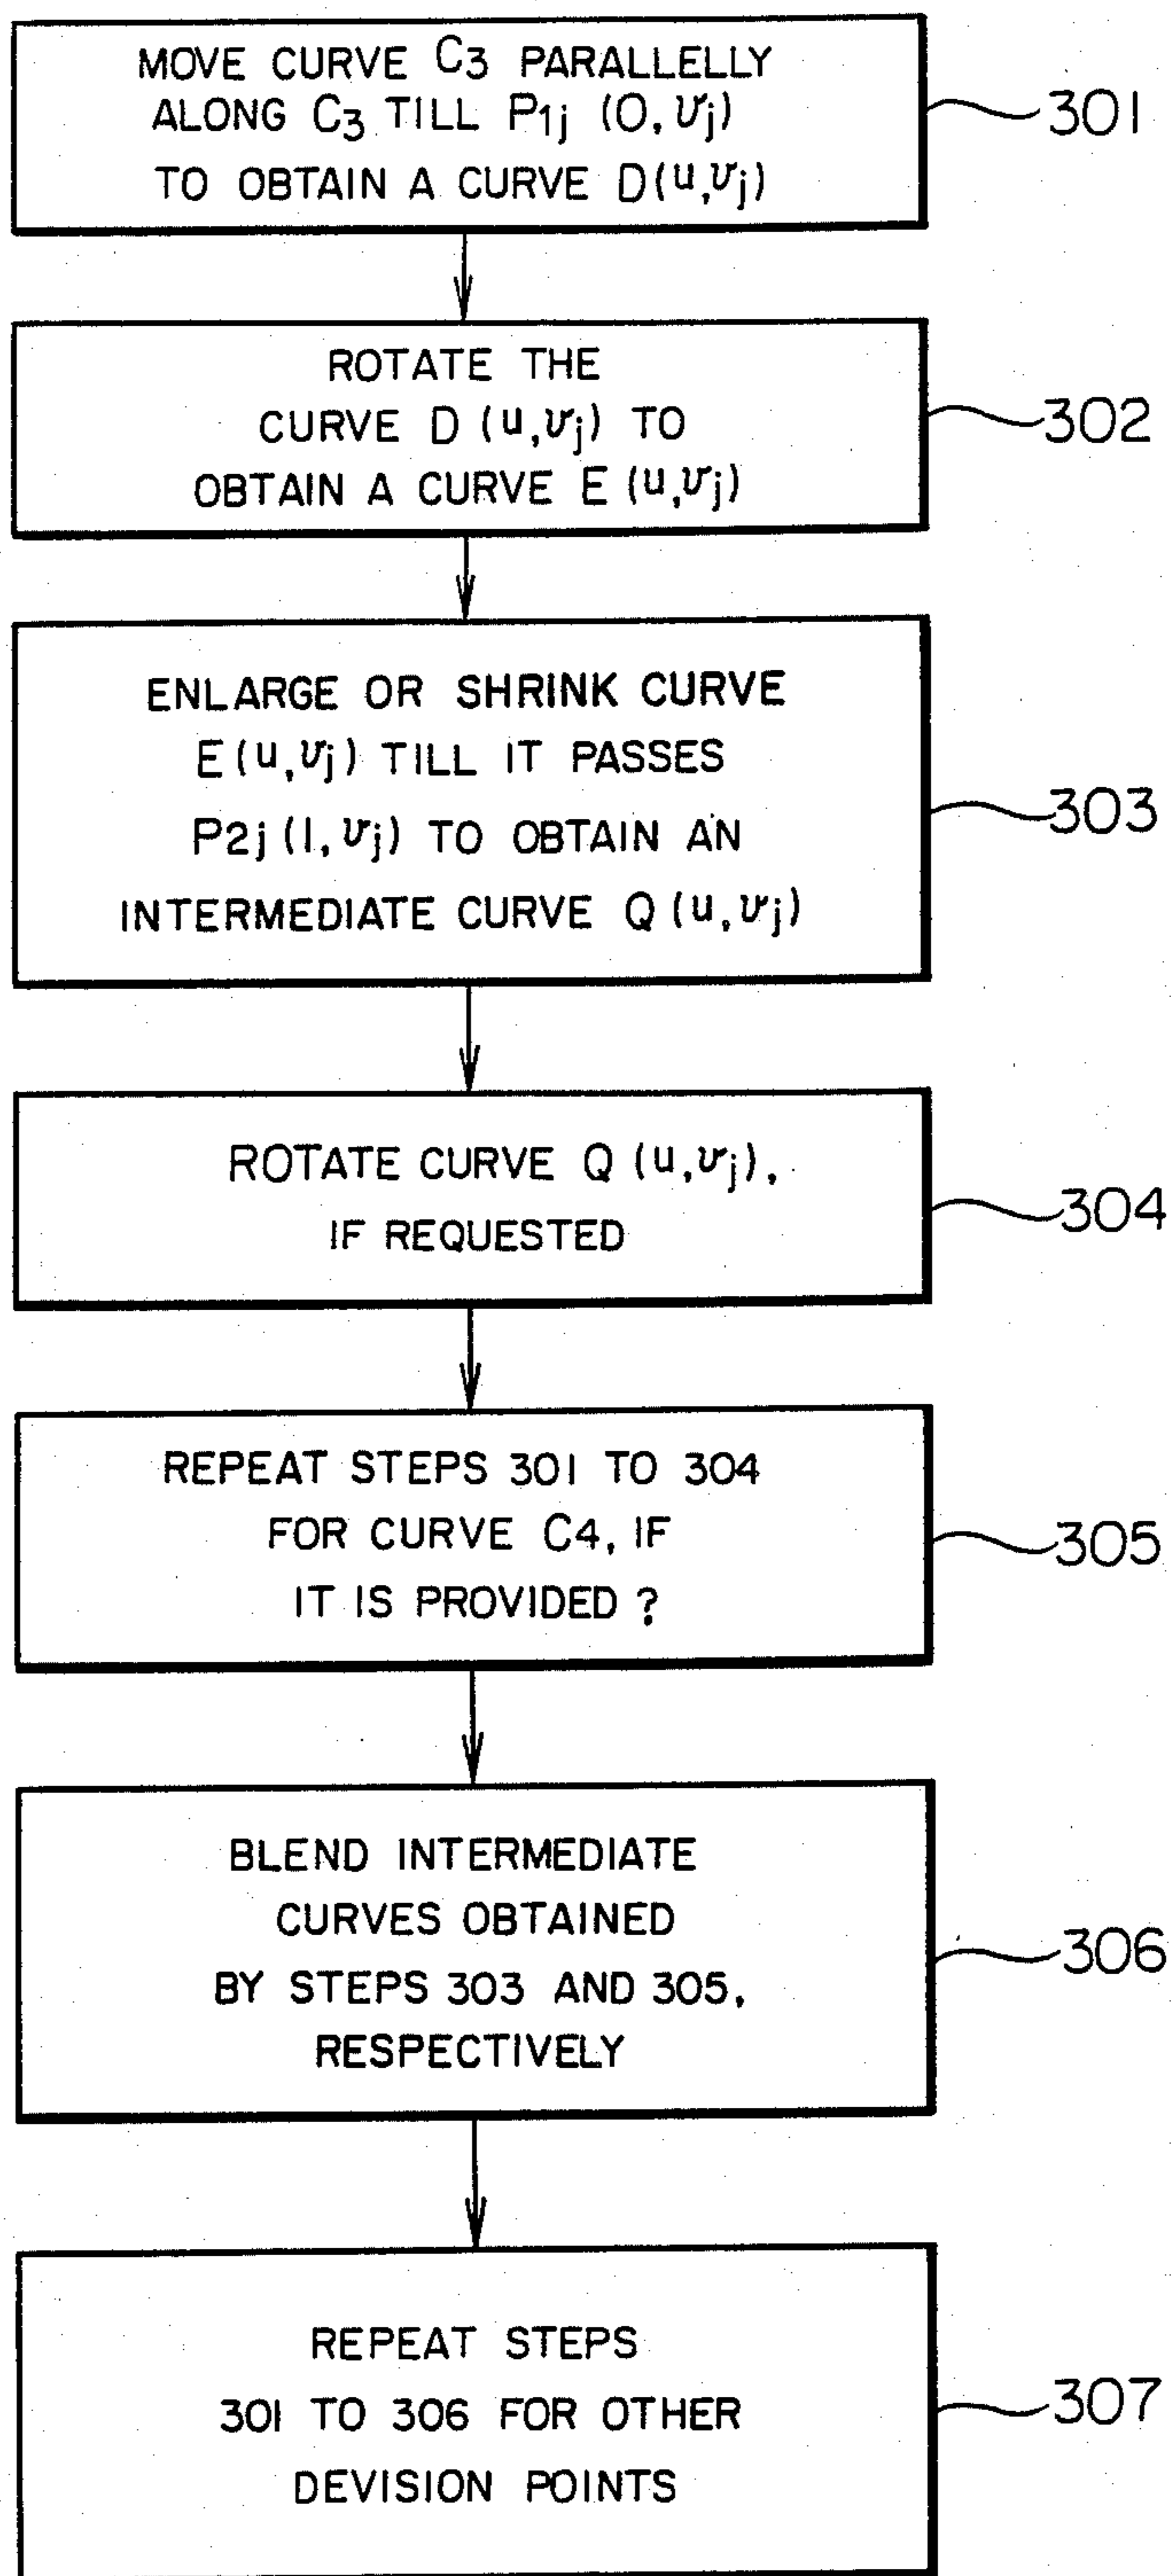 MOVE CURVE C3 PARALLELLY
ALONG C3 TILL P1j (0, vj)
TO OBTAIN A CURVE D(u,vj)
301
ROTATE THE
CURVE D (u,vj) TO
OBTAIN A CURVE E (u,vj)
302
ENLARGE OR SHRINK CURVE
E(u,vj) TILL IT PASSES
P2j (1, vj) TO OBTAIN AN
INTERMEDIATE CURVE Q (u,vj)
303
ROTATE CURVE Q (u,vj),
IF REQUESTED
304
REPEAT STEPS 301 TO 304
FOR CURVE C4, IF
IT IS PROVIDED ?
305
BLEND INTERMEDIATE
CURVES OBTAINED
BY STEPS 303 AND 305,
RESPECTIVELY
306
REPEAT STEPS
301 TO 306 FOR OTHER
DEVISION POINTS
307